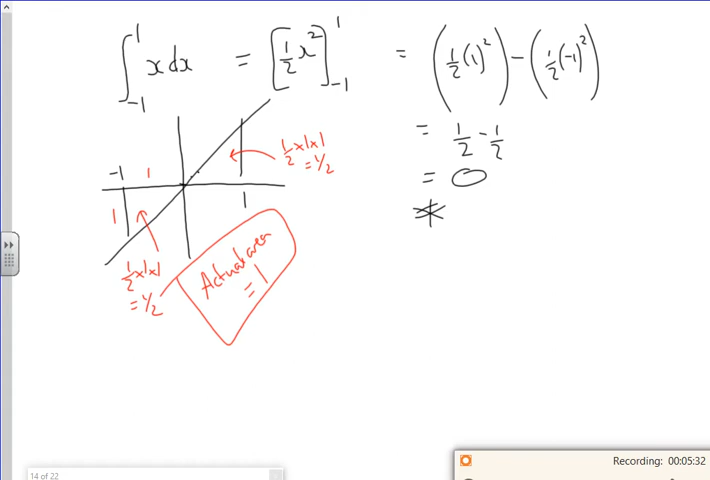 ∫₋₁¹ x dx = [½x²]₋₁¹ = (½(1)²) − (½(-1)²)
= ½ - ½
= 0
*
½×1×1
= ½
-1 1
1 1
½×1×1
= ½
Actual area
= 1
14 of 22
Recording: 00:05:32